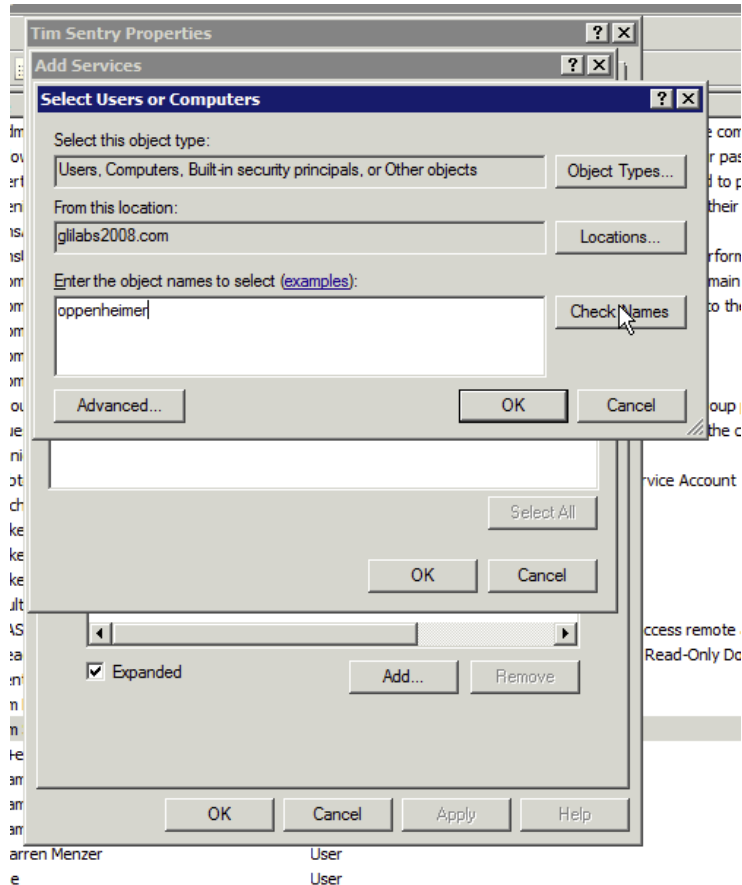 Tim Sentry Properties
Add Services
Select Users or Computers
Select this object type:
Users, Computers, Built-in security principals, or Other objects
Object Types...
From this location:
glilabs2008.com
Locations...
Enter the object names to select (examples):
oppenheimer
Check Names
Advanced...
OK
Cancel
Select All
OK
Cancel
Expanded
Add...
Remove
OK
Cancel
Apply
Help
rvice Account
ccess remote
Read-Only Do
arren Menzer User
e User